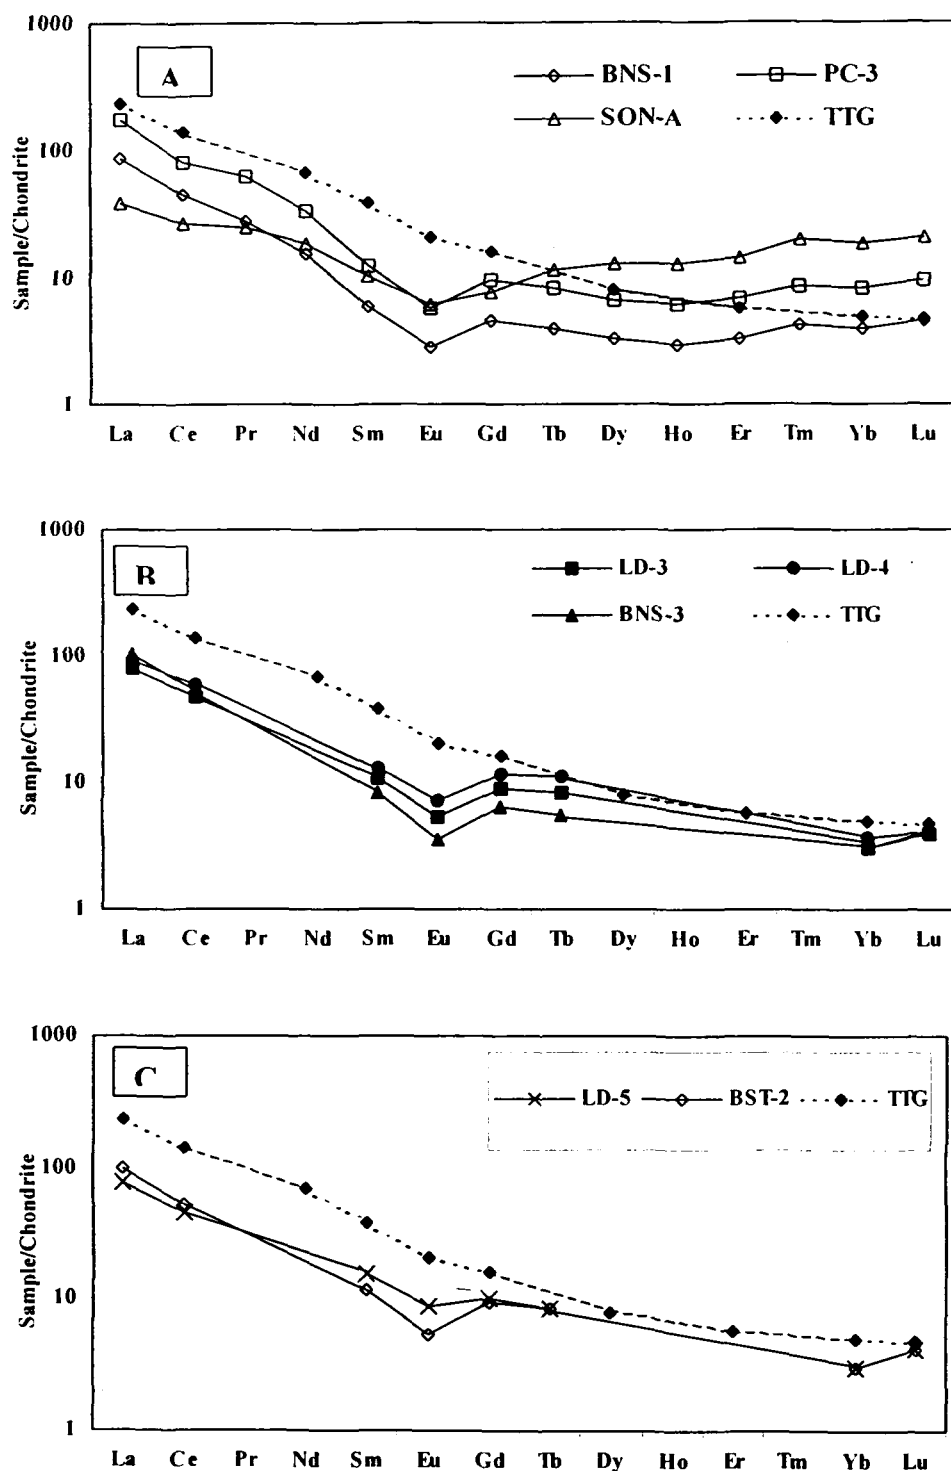 1000
A
BNS-1
PC-3
SON-A
TTG
100
Sample/Chondrite
10
1
La Ce Pr Nd Sm Eu Gd Tb Dy Ho Er Tm Yb Lu
1000
B
LD-3
LD-4
BNS-3
TTG
100
Sample/Chondrite
10
1
La Ce Pr Nd Sm Eu Gd Tb Dy Ho Er Tm Yb Lu
1000
C
LD-5 BST-2 TTG
100
Sample/Chondrite
10
1
La Ce Pr Nd Sm Eu Gd Tb Dy Ho Er Tm Yb Lu